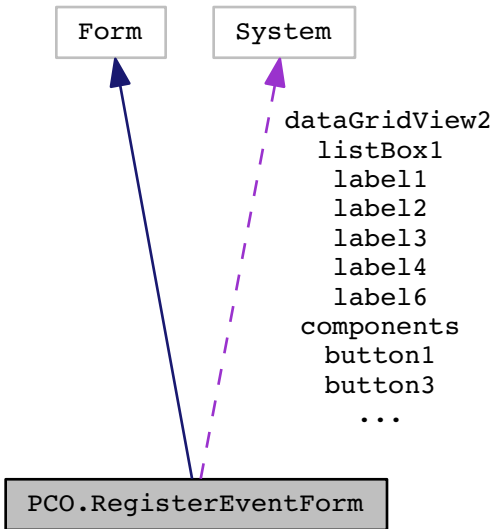 Form
System
dataGridView2
listBox1
label1
label2
label3
label4
label6
components
button1
button3
...
PCO.RegisterEventForm